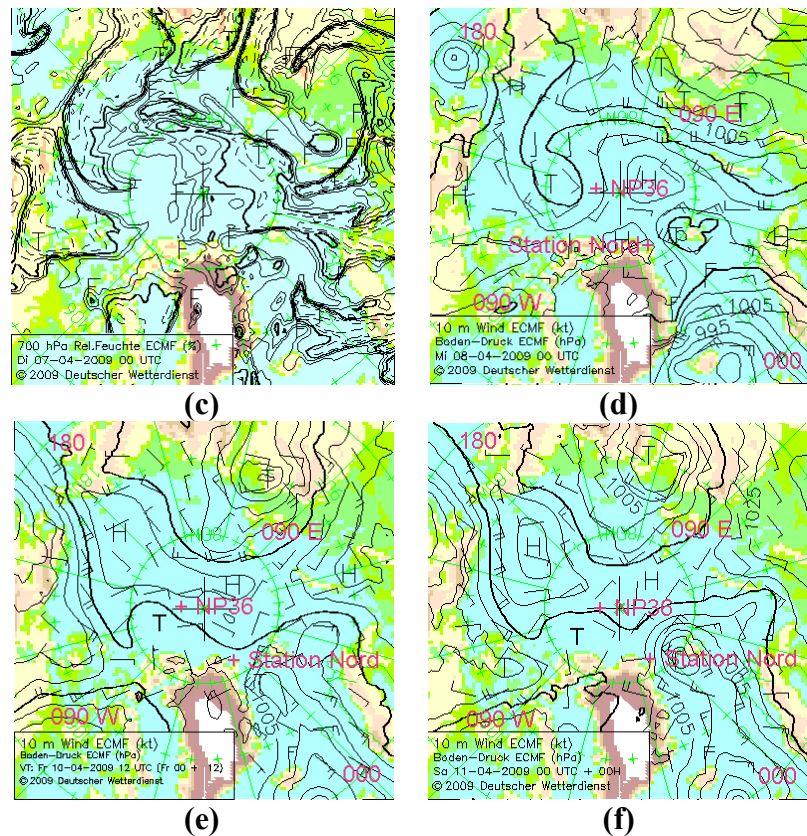 700 hPa Rel.Feuchte ECMF (%)
Di 07-04-2009 00 UTC
© 2009 Deutscher Wetterdienst
(c)
180
090 E
1005
+ NP36
Station Nord+
090 W
1005
995
000
10 m Wind ECMF (kt)
Boden-Druck ECMF (hPa)
Mi 08-04-2009 00 UTC
© 2009 Deutscher Wetterdienst
(d)
180
H
090 E
H
+ NP36
T
+ Station Nord
090 W
1005
000
10 m Wind ECMF (kt)
Boden-Druck ECMF (hPa)
VT: Fr 10-04-2009 12 UTC (Fr 00 + 12)
© 2009 Deutscher Wetterdienst
(e)
180
T
1005
1025
090 E
H
H
+ NP36
T
+ Station Nord
T
090 W
1005
000
10 m Wind ECMF (kt)
Boden-Druck ECMF (hPa)
Sa 11-04-2009 00 UTC + 00H
© 2009 Deutscher Wetterdienst
(f)